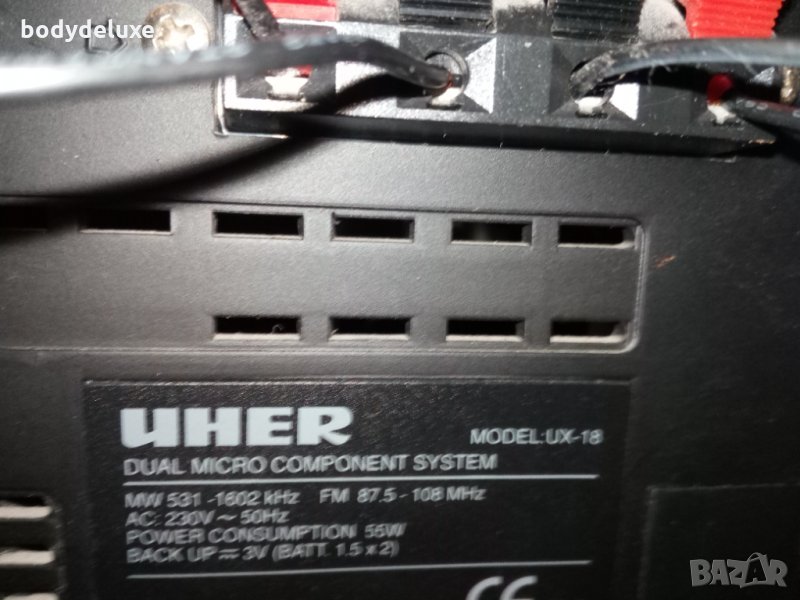 bodydeluxe
UHER
MODEL:UX-18
DUAL MICRO COMPONENT SYSTEM
MW 531 -1602 kHz FM 87.5 - 108 MHz
AC: 230V ~ 50Hz
POWER CONSUMPTION 55W
BACK UP ⎓ 3V (BATT. 1.5 x 2)
CE
BAZAR